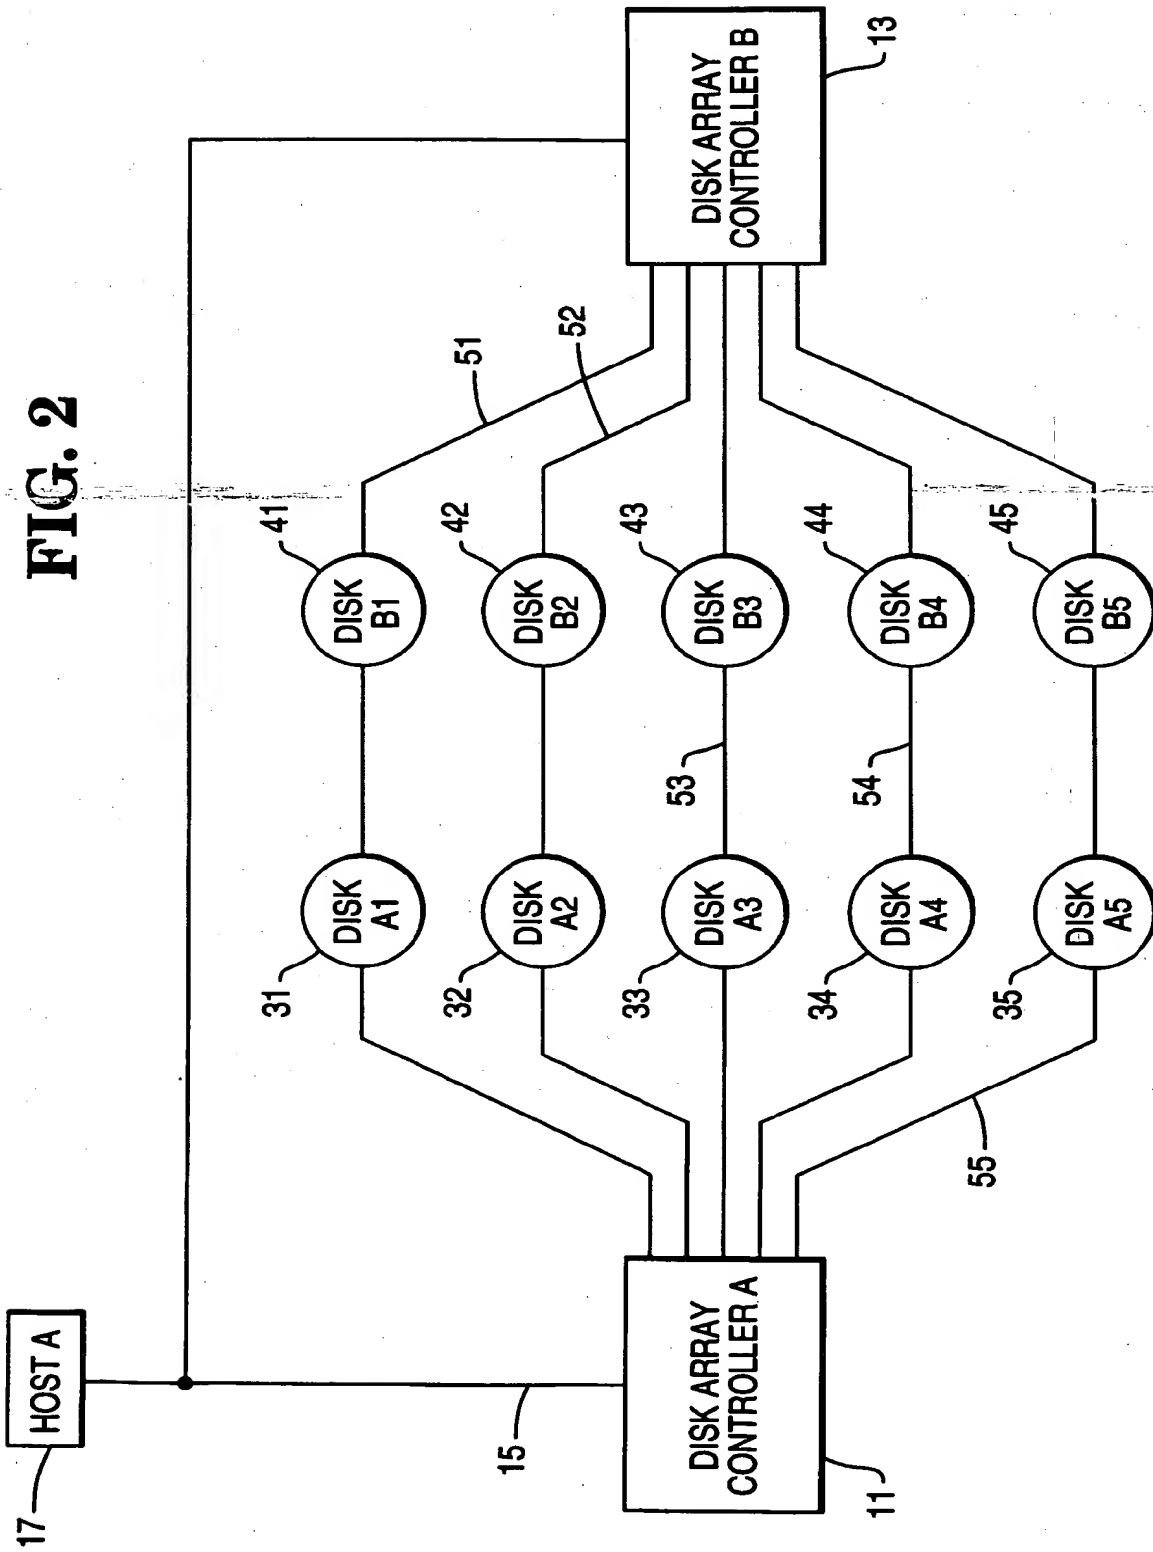 FIG. 2
17
HOST A
15
DISK ARRAY
CONTROLLER A
11
DISK ARRAY
CONTROLLER B
13
31
DISK
A1
41
DISK
B1
51
32
DISK
A2
42
DISK
B2
52
33
DISK
A3
53
43
DISK
B3
34
DISK
A4
54
44
DISK
B4
35
DISK
A5
45
DISK
B5
55